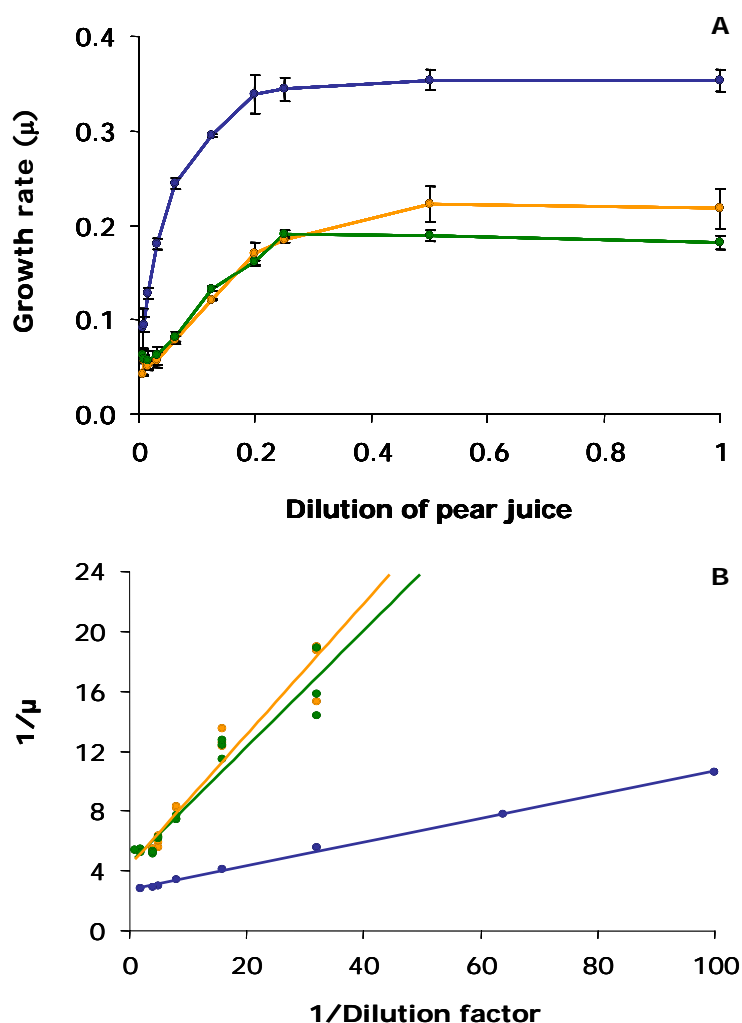 A
0.4
0.3
0.2
0.1
0.0
Growth rate (μ)
0 0.2 0.4 0.6 0.8 1
Dilution of pear juice
B
24
20
16
12
8
4
0
1/μ
0 20 40 60 80 100
1/Dilution factor